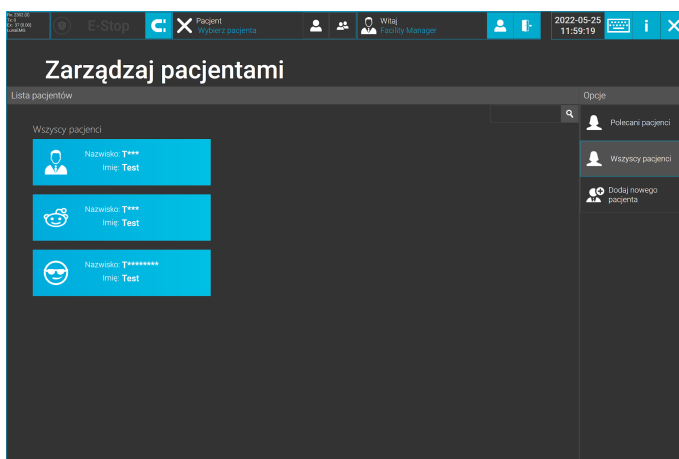 E-Stop
Pacjent
Wybierz pacjenta
Witaj
Facility Manager
2022-05-25
11:59:19
i
Zarządzaj pacjentami
Lista pacjentów
Opcje
Wszyscy pacjenci
Nazwisko: T***
Imię: Test
Nazwisko: T***
Imię: Test
Nazwisko: T********
Imię: Test
Polecani pacjenci
Wszyscy pacjenci
Dodaj nowego
pacjenta